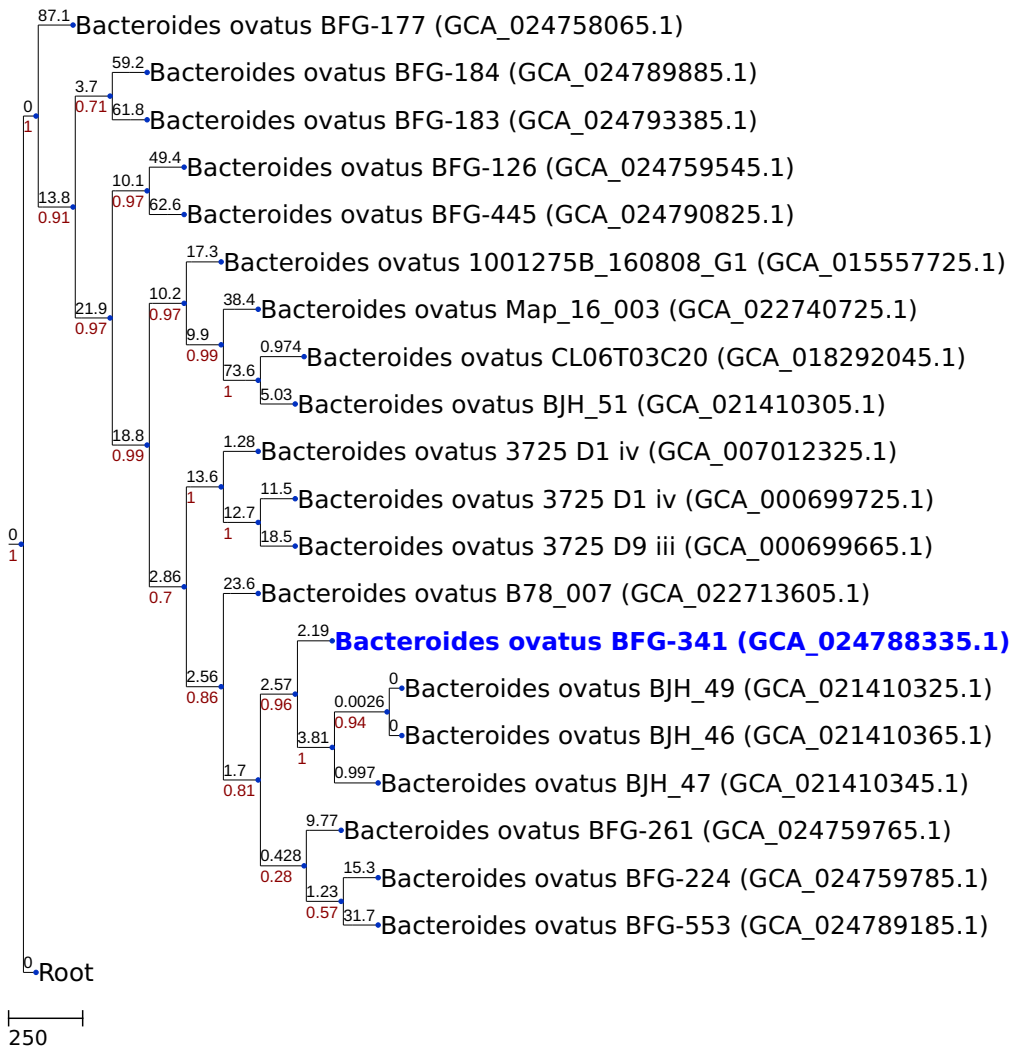 87.1
Bacteroides ovatus BFG-177 (GCA_024758065.1)
59.2
3.7
Bacteroides ovatus BFG-184 (GCA_024789885.1)
0
0.71
61.8
Bacteroides ovatus BFG-183 (GCA_024793385.1)
1
49.4
Bacteroides ovatus BFG-126 (GCA_024759545.1)
10.1
13.8
0.97
62.6
Bacteroides ovatus BFG-445 (GCA_024790825.1)
0.91
17.3
Bacteroides ovatus 1001275B_160808_G1 (GCA_015557725.1)
10.2
38.4
Bacteroides ovatus Map_16_003 (GCA_022740725.1)
21.9
0.97
0.97
9.9
0.974
Bacteroides ovatus CL06T03C20 (GCA_018292045.1)
0.99
73.6
1
5.03
Bacteroides ovatus BJH_51 (GCA_021410305.1)
18.8
1.28
Bacteroides ovatus 3725 D1 iv (GCA_007012325.1)
0.99
13.6
11.5
Bacteroides ovatus 3725 D1 iv (GCA_000699725.1)
1
12.7
1
18.5
Bacteroides ovatus 3725 D9 iii (GCA_000699665.1)
0
1
2.86
23.6
Bacteroides ovatus B78_007 (GCA_022713605.1)
0.7
2.19
Bacteroides ovatus BFG-341 (GCA_024788335.1)
2.56
0.86
2.57
0
Bacteroides ovatus BJH_49 (GCA_021410325.1)
0.96
0.0026
0.94
0
Bacteroides ovatus BJH_46 (GCA_021410365.1)
3.81
1
1.7
0.997
Bacteroides ovatus BJH_47 (GCA_021410345.1)
0.81
9.77
Bacteroides ovatus BFG-261 (GCA_024759765.1)
0.428
0.28
15.3
Bacteroides ovatus BFG-224 (GCA_024759785.1)
1.23
0.57
31.7
Bacteroides ovatus BFG-553 (GCA_024789185.1)
0
Root
250